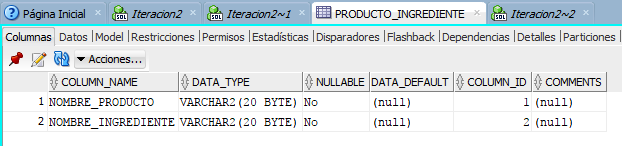 Página Inicial Iteracion2 Iteracion2~1 PRODUCTO_INGREDIENTE Iteracion2~2
Columnas Datos Model Restricciones Permisos Estadísticas Disparadores Flashback Dependencias Detalles Particiones
Acciones...
COLUMN_NAME DATA_TYPE NULLABLE DATA_DEFAULT COLUMN_ID COMMENTS
1 NOMBRE_PRODUCTO VARCHAR2(20 BYTE) No (null) 1 (null)
2 NOMBRE_INGREDIENTE VARCHAR2(20 BYTE) No (null) 2 (null)